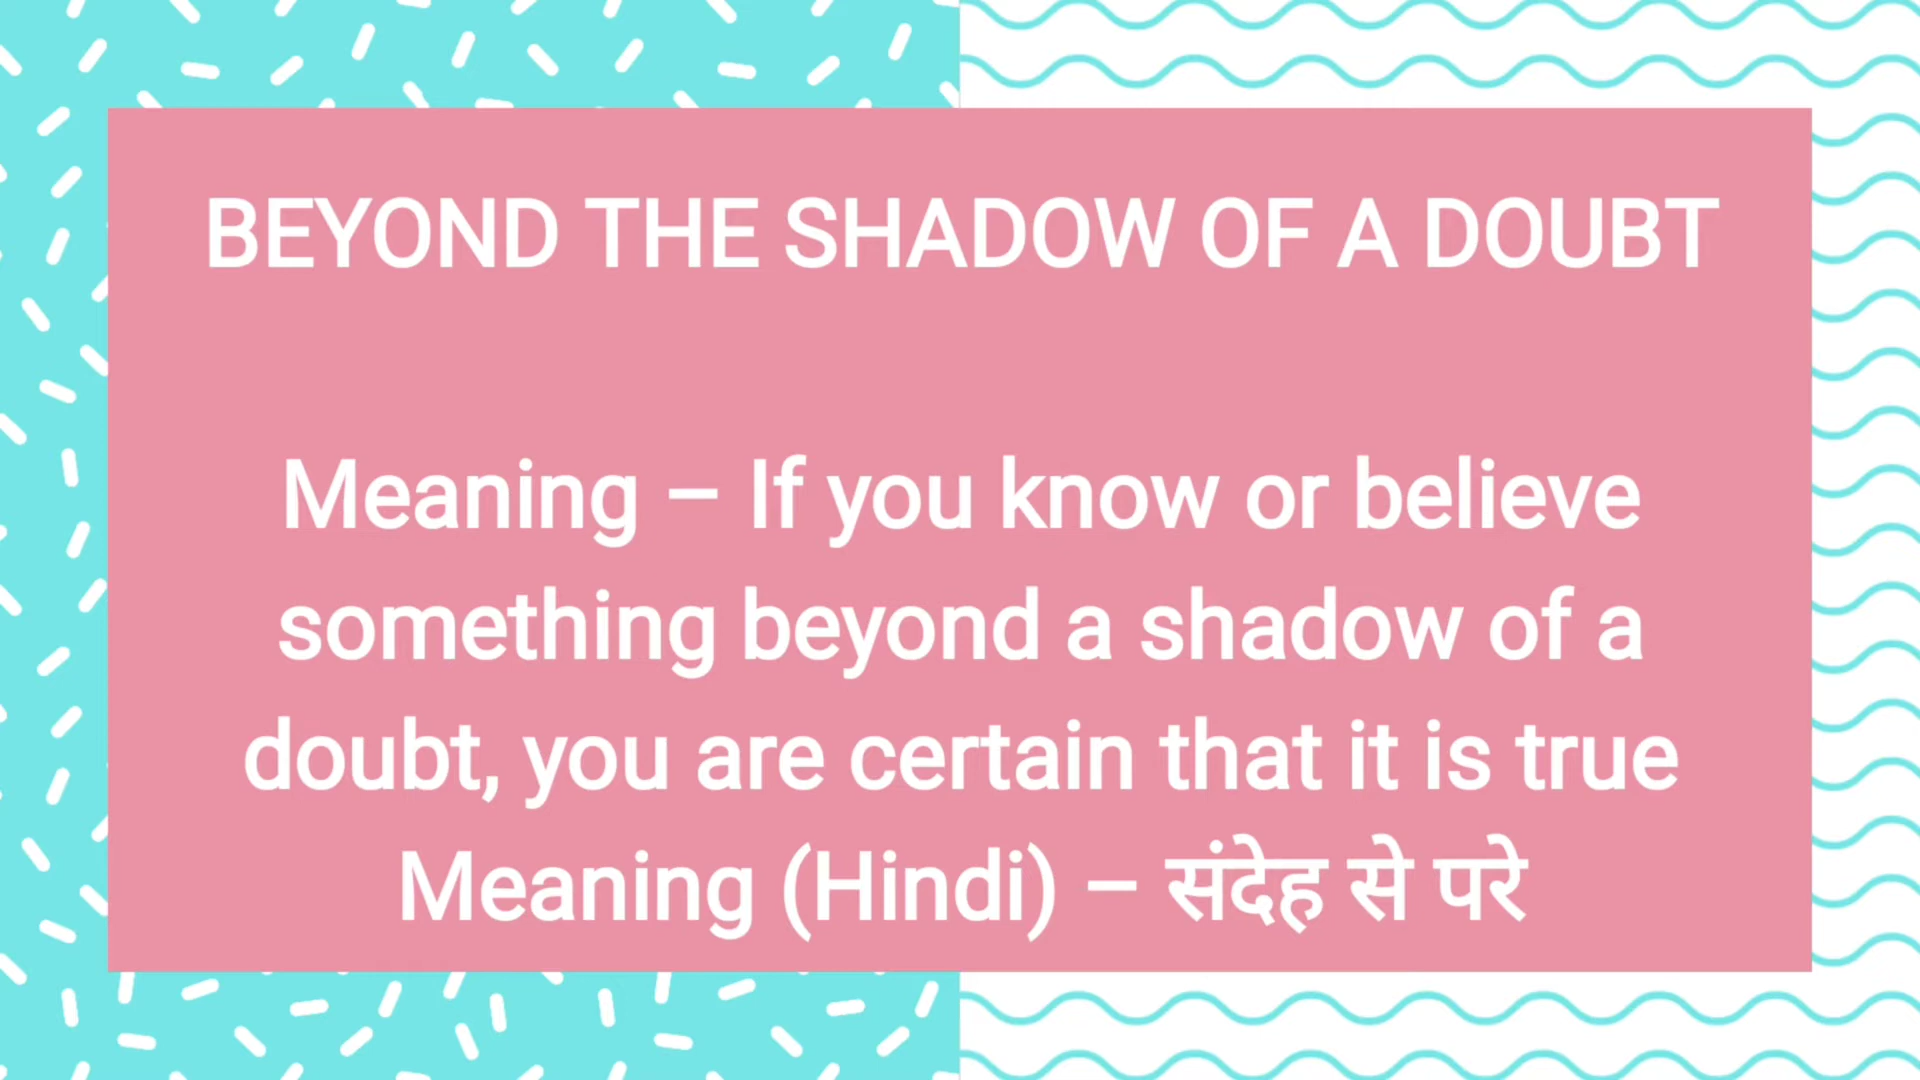 BEYOND THE SHADOW OF A DOUBT
Meaning – If you know or believe
something beyond a shadow of a
doubt, you are certain that it is true
Meaning (Hindi) – संदेह से परे